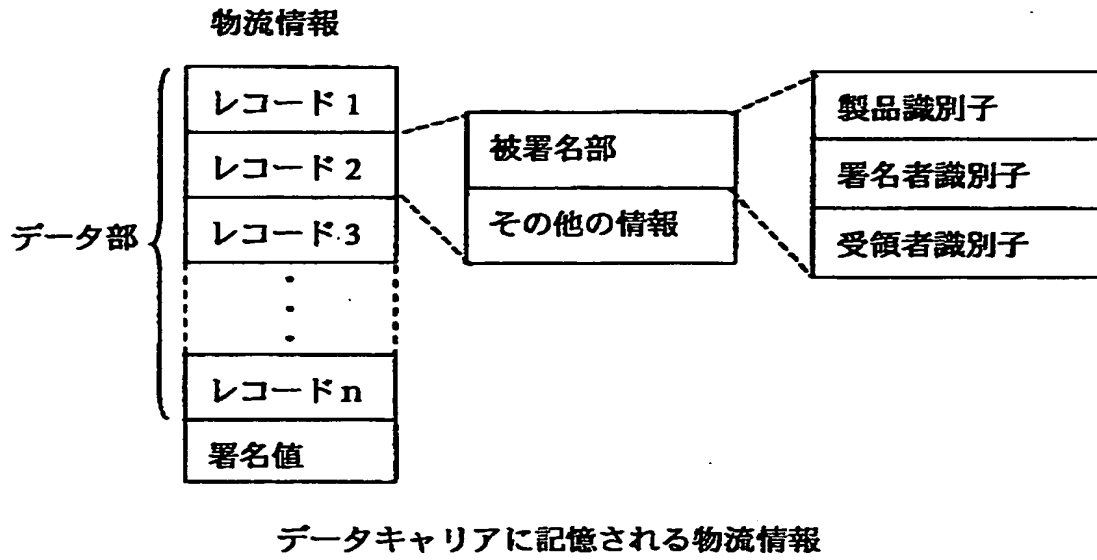 物流情報
レコード 1
レコード 2
レコード 3
レコード n
署名値
データ部
被署名部
その他の情報
製品識別子
署名者識別子
受領者識別子
データキャリアに記憶される物流情報